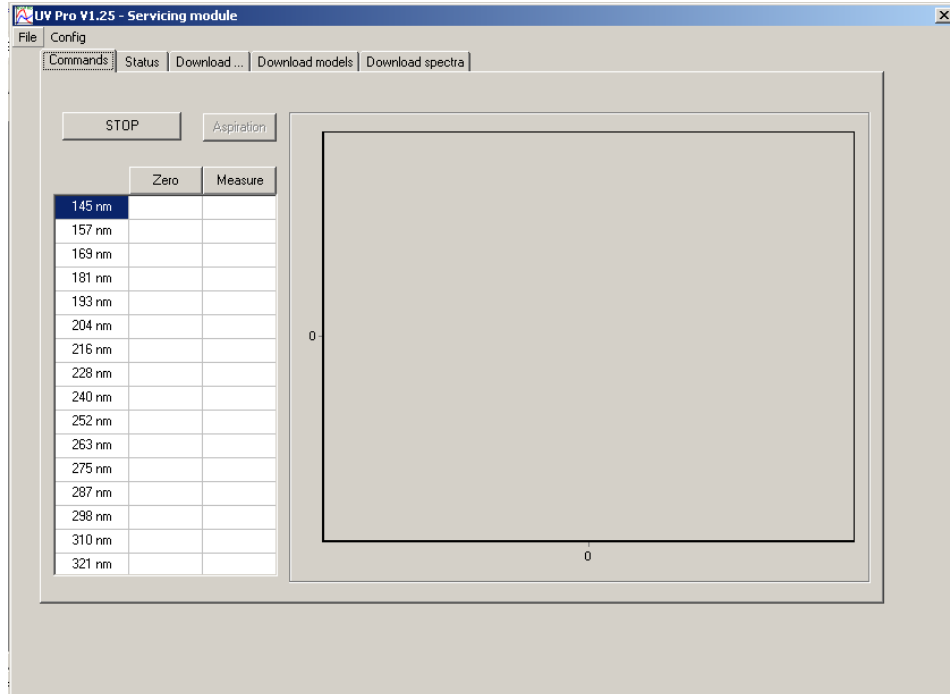 UV Pro V1.25 - Servicing module
File Config
Commands Status Download ... Download models Download spectra
STOP Aspiration
Zero Measure
145 nm
157 nm
169 nm
181 nm
193 nm
204 nm
216 nm
228 nm
240 nm
252 nm
263 nm
275 nm
287 nm
298 nm
310 nm
321 nm
0
0